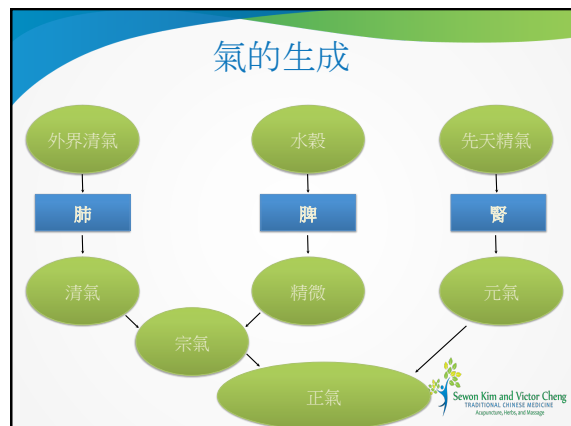 氣的生成
外界清氣
水穀
先天精氣
肺
脾
腎
清氣
精微
元氣
宗氣
正氣
Sewon Kim and Victor Cheng
TRADITIONAL CHINESE MEDICINE
Acupuncture, Herbs, and Massage